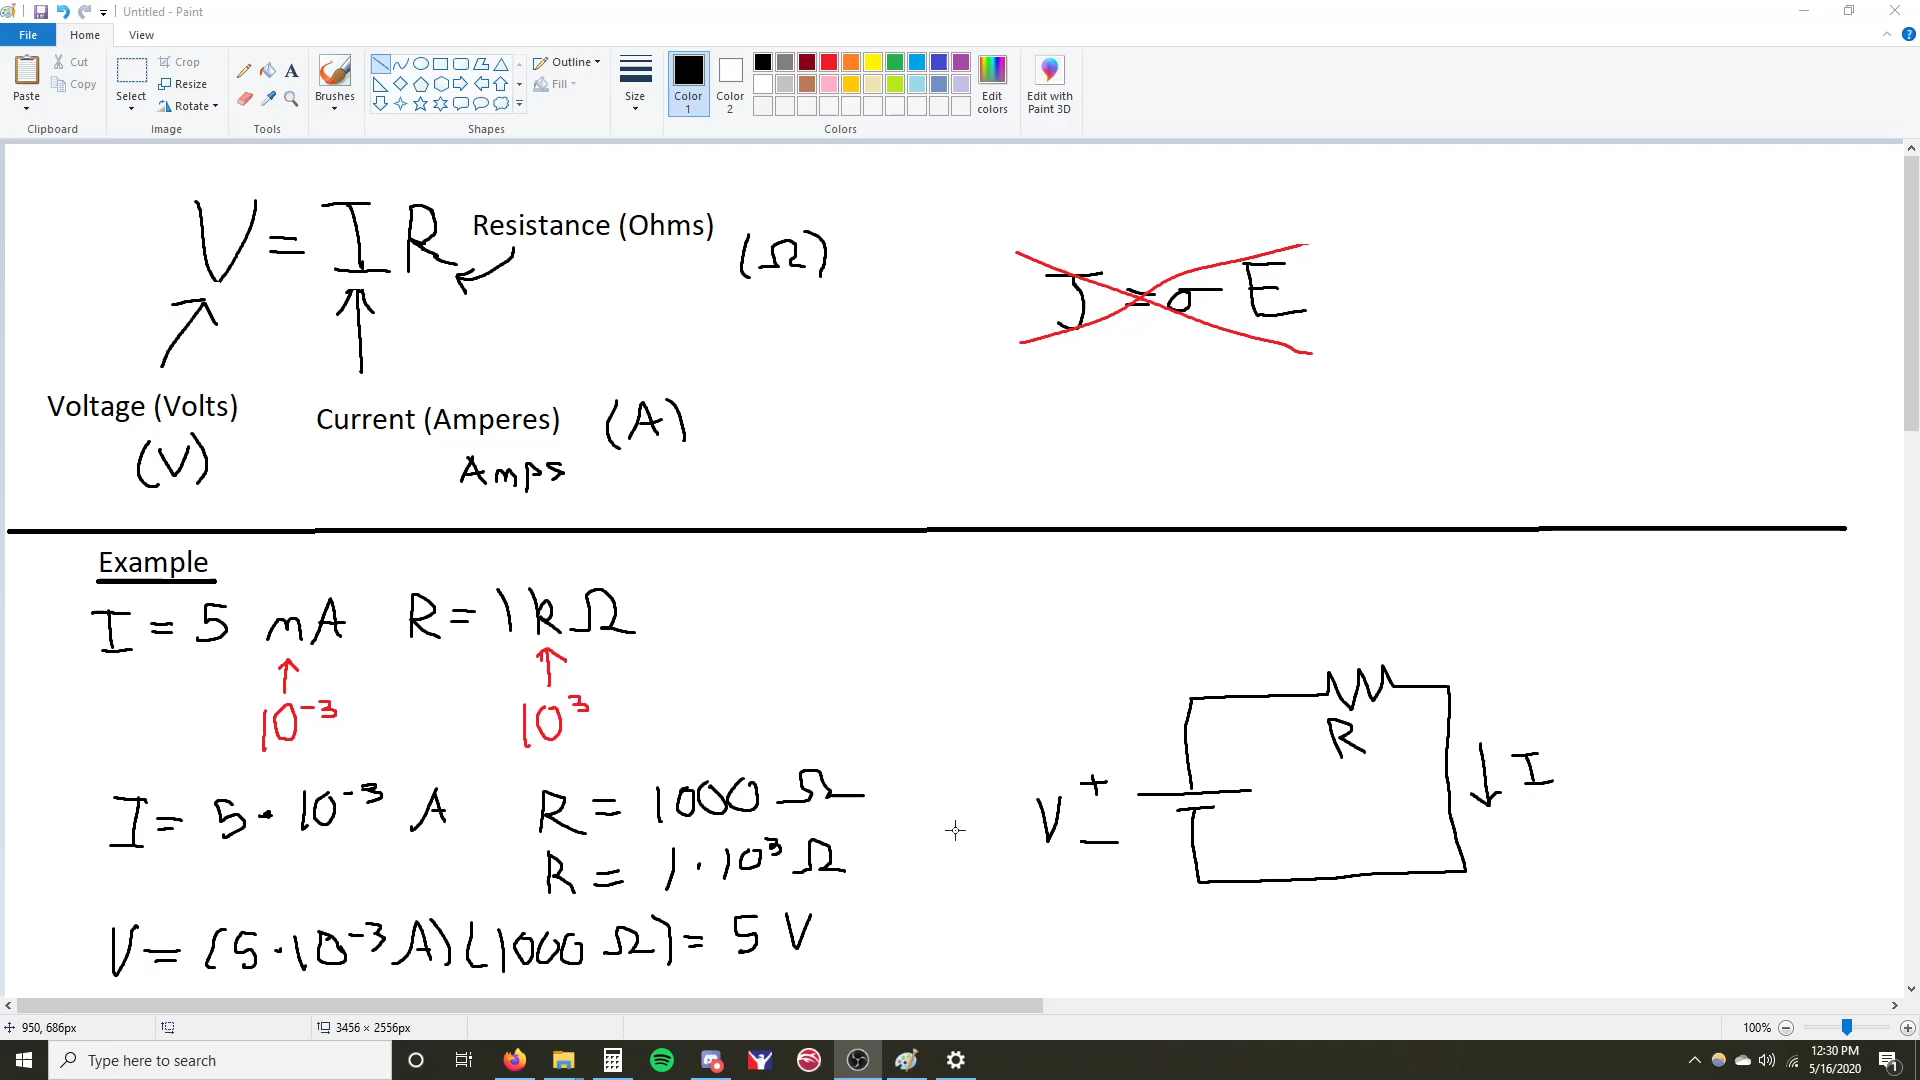 Untitled - Paint
File Home View
Paste Cut Copy Clipboard
Select Crop Resize Rotate Image
Tools
Brushes
Shapes
Outline Fill
Size
Color 1 Color 2 Edit colors Colors
Edit with Paint 3D
V = I R Resistance (Ohms) (Ω)
J = σ E
Voltage (Volts) Current (Amperes) (A)
(V) Amps
Example
I = 5 mA R = 1kΩ
10⁻³ 10³
I = 5 · 10⁻³ A R = 1000 Ω
R = 1 · 10³ Ω
V = (5 · 10⁻³ A)(1000 Ω) = 5 V
R
I
V + −
950, 686px 3456 × 2556px 100%
Type here to search
12:30 PM
5/16/2020
1